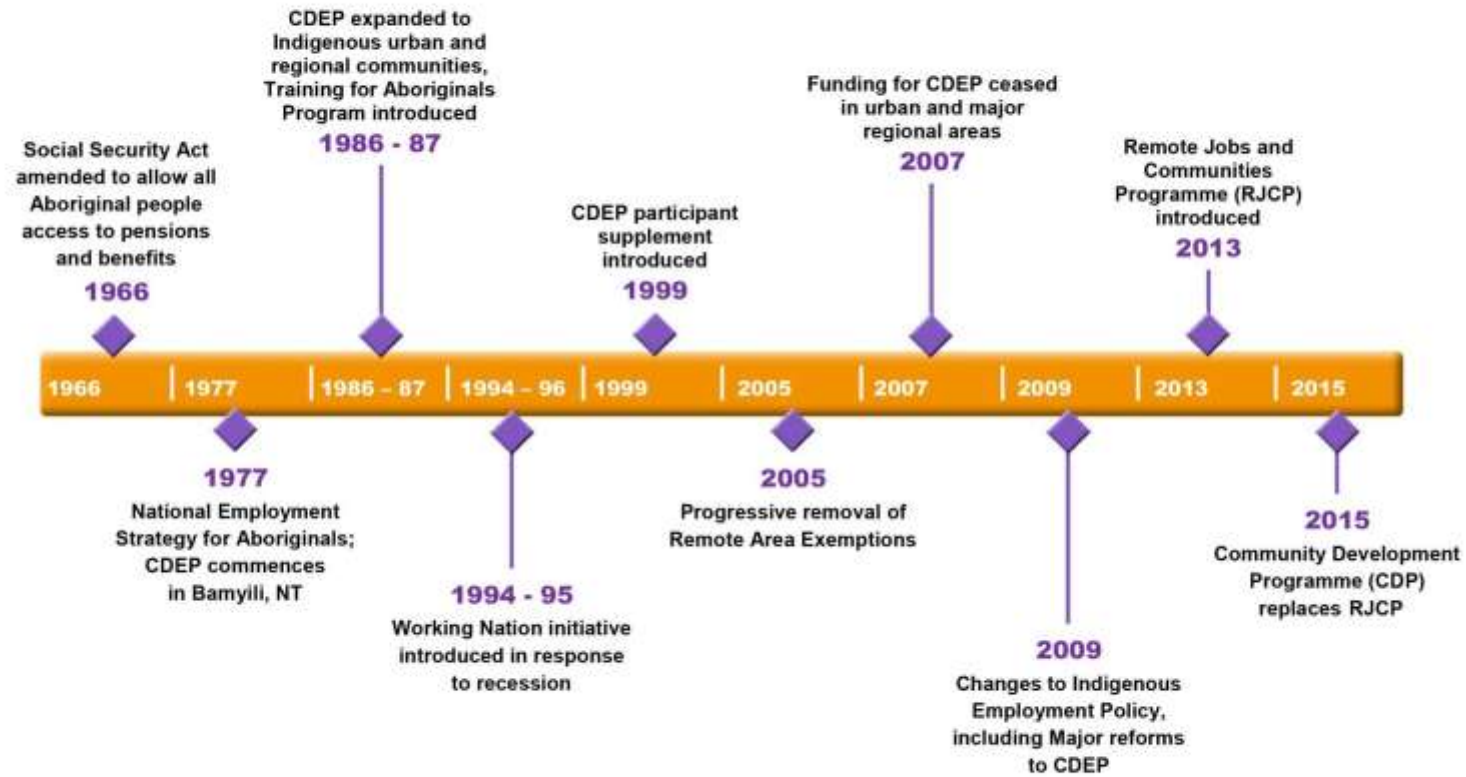 CDEP expanded to
Indigenous urban and
regional communities,
Training for Aboriginals
Program introduced
1986 - 87
Social Security Act
amended to allow all
Aboriginal people
access to pensions
and benefits
1966
CDEP participant
supplement
introduced
1999
Funding for CDEP ceased
in urban and major
regional areas
2007
Remote Jobs and
Communities
Programme (RJCP)
introduced
2013
1966 | 1977 | 1986 – 87 | 1994 – 96 | 1999 | 2005 | 2007 | 2009 | 2013 | 2015
1977
National Employment
Strategy for Aboriginals;
CDEP commences
in Bamyili, NT
1994 - 95
Working Nation initiative
introduced in response
to recession
2005
Progressive removal of
Remote Area Exemptions
2009
Changes to Indigenous
Employment Policy,
including Major reforms
to CDEP
2015
Community Development
Programme (CDP)
replaces RJCP